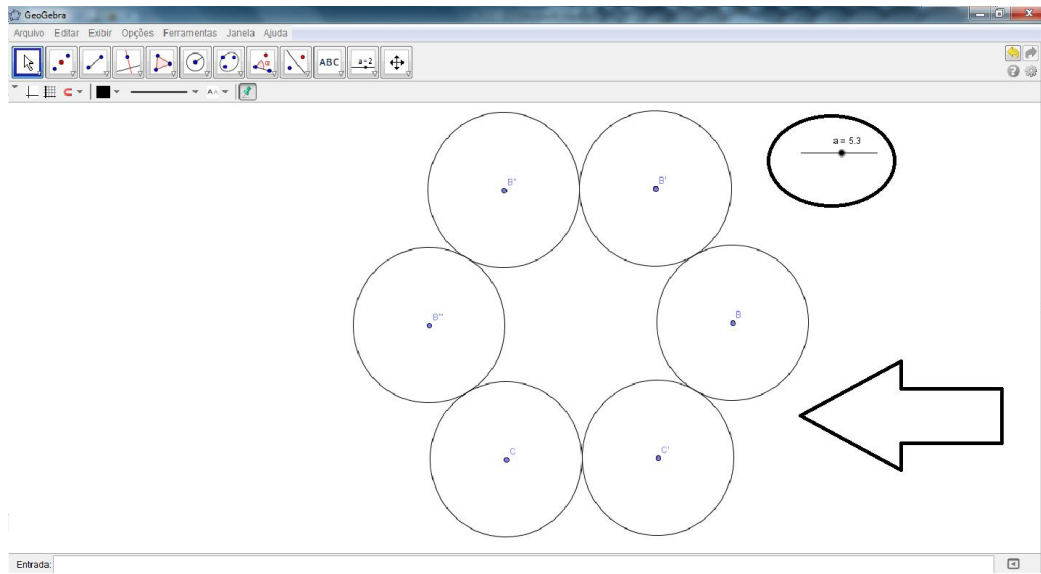 GeoGebra
Arquivo Editar Exibir Opções Ferramentas Janela Ajuda
ABC a=2
A A
a = 5.3
B'' B'
B''' B
C C'
Entrada: